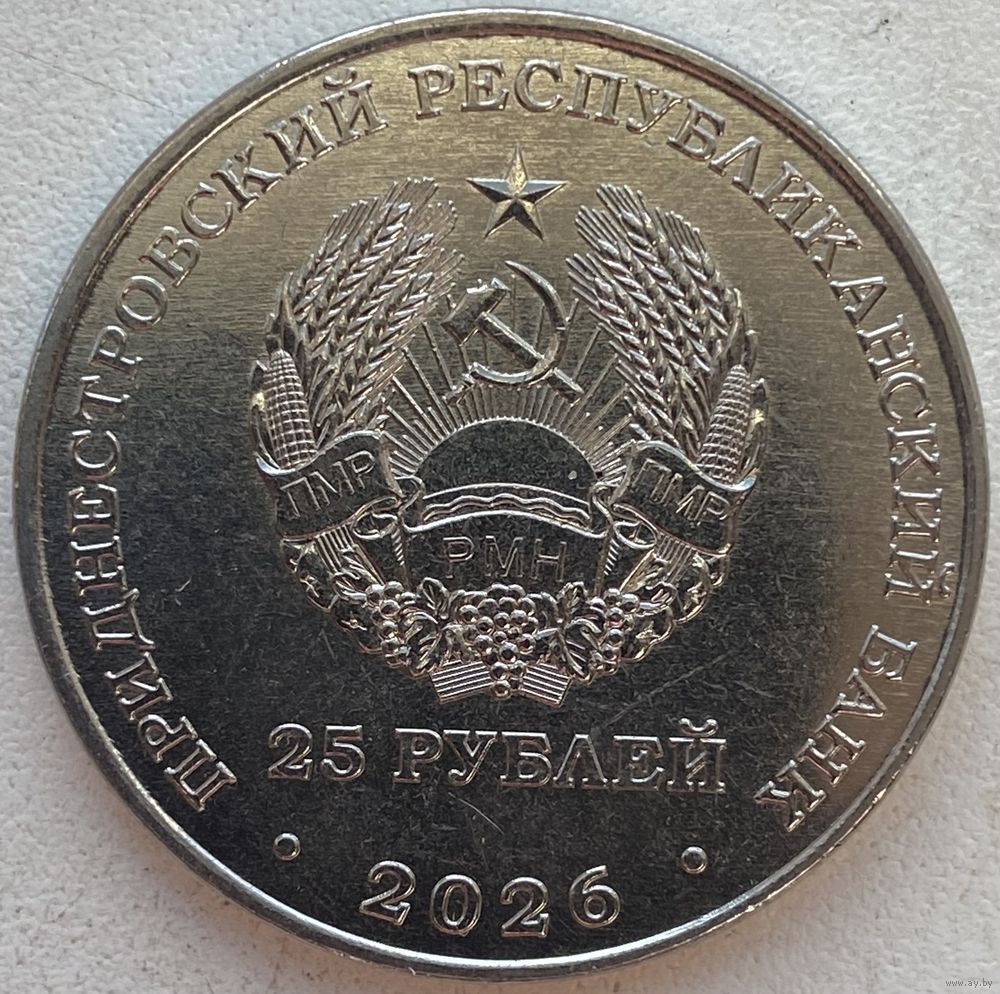 ПРИДНЕСТРОВСКИЙ РЕСПУБЛИКАНСКИЙ БАНК
ПМР
ПМР
РМН
25 РУБЛЕЙ
• 2026 •
www.ay.by